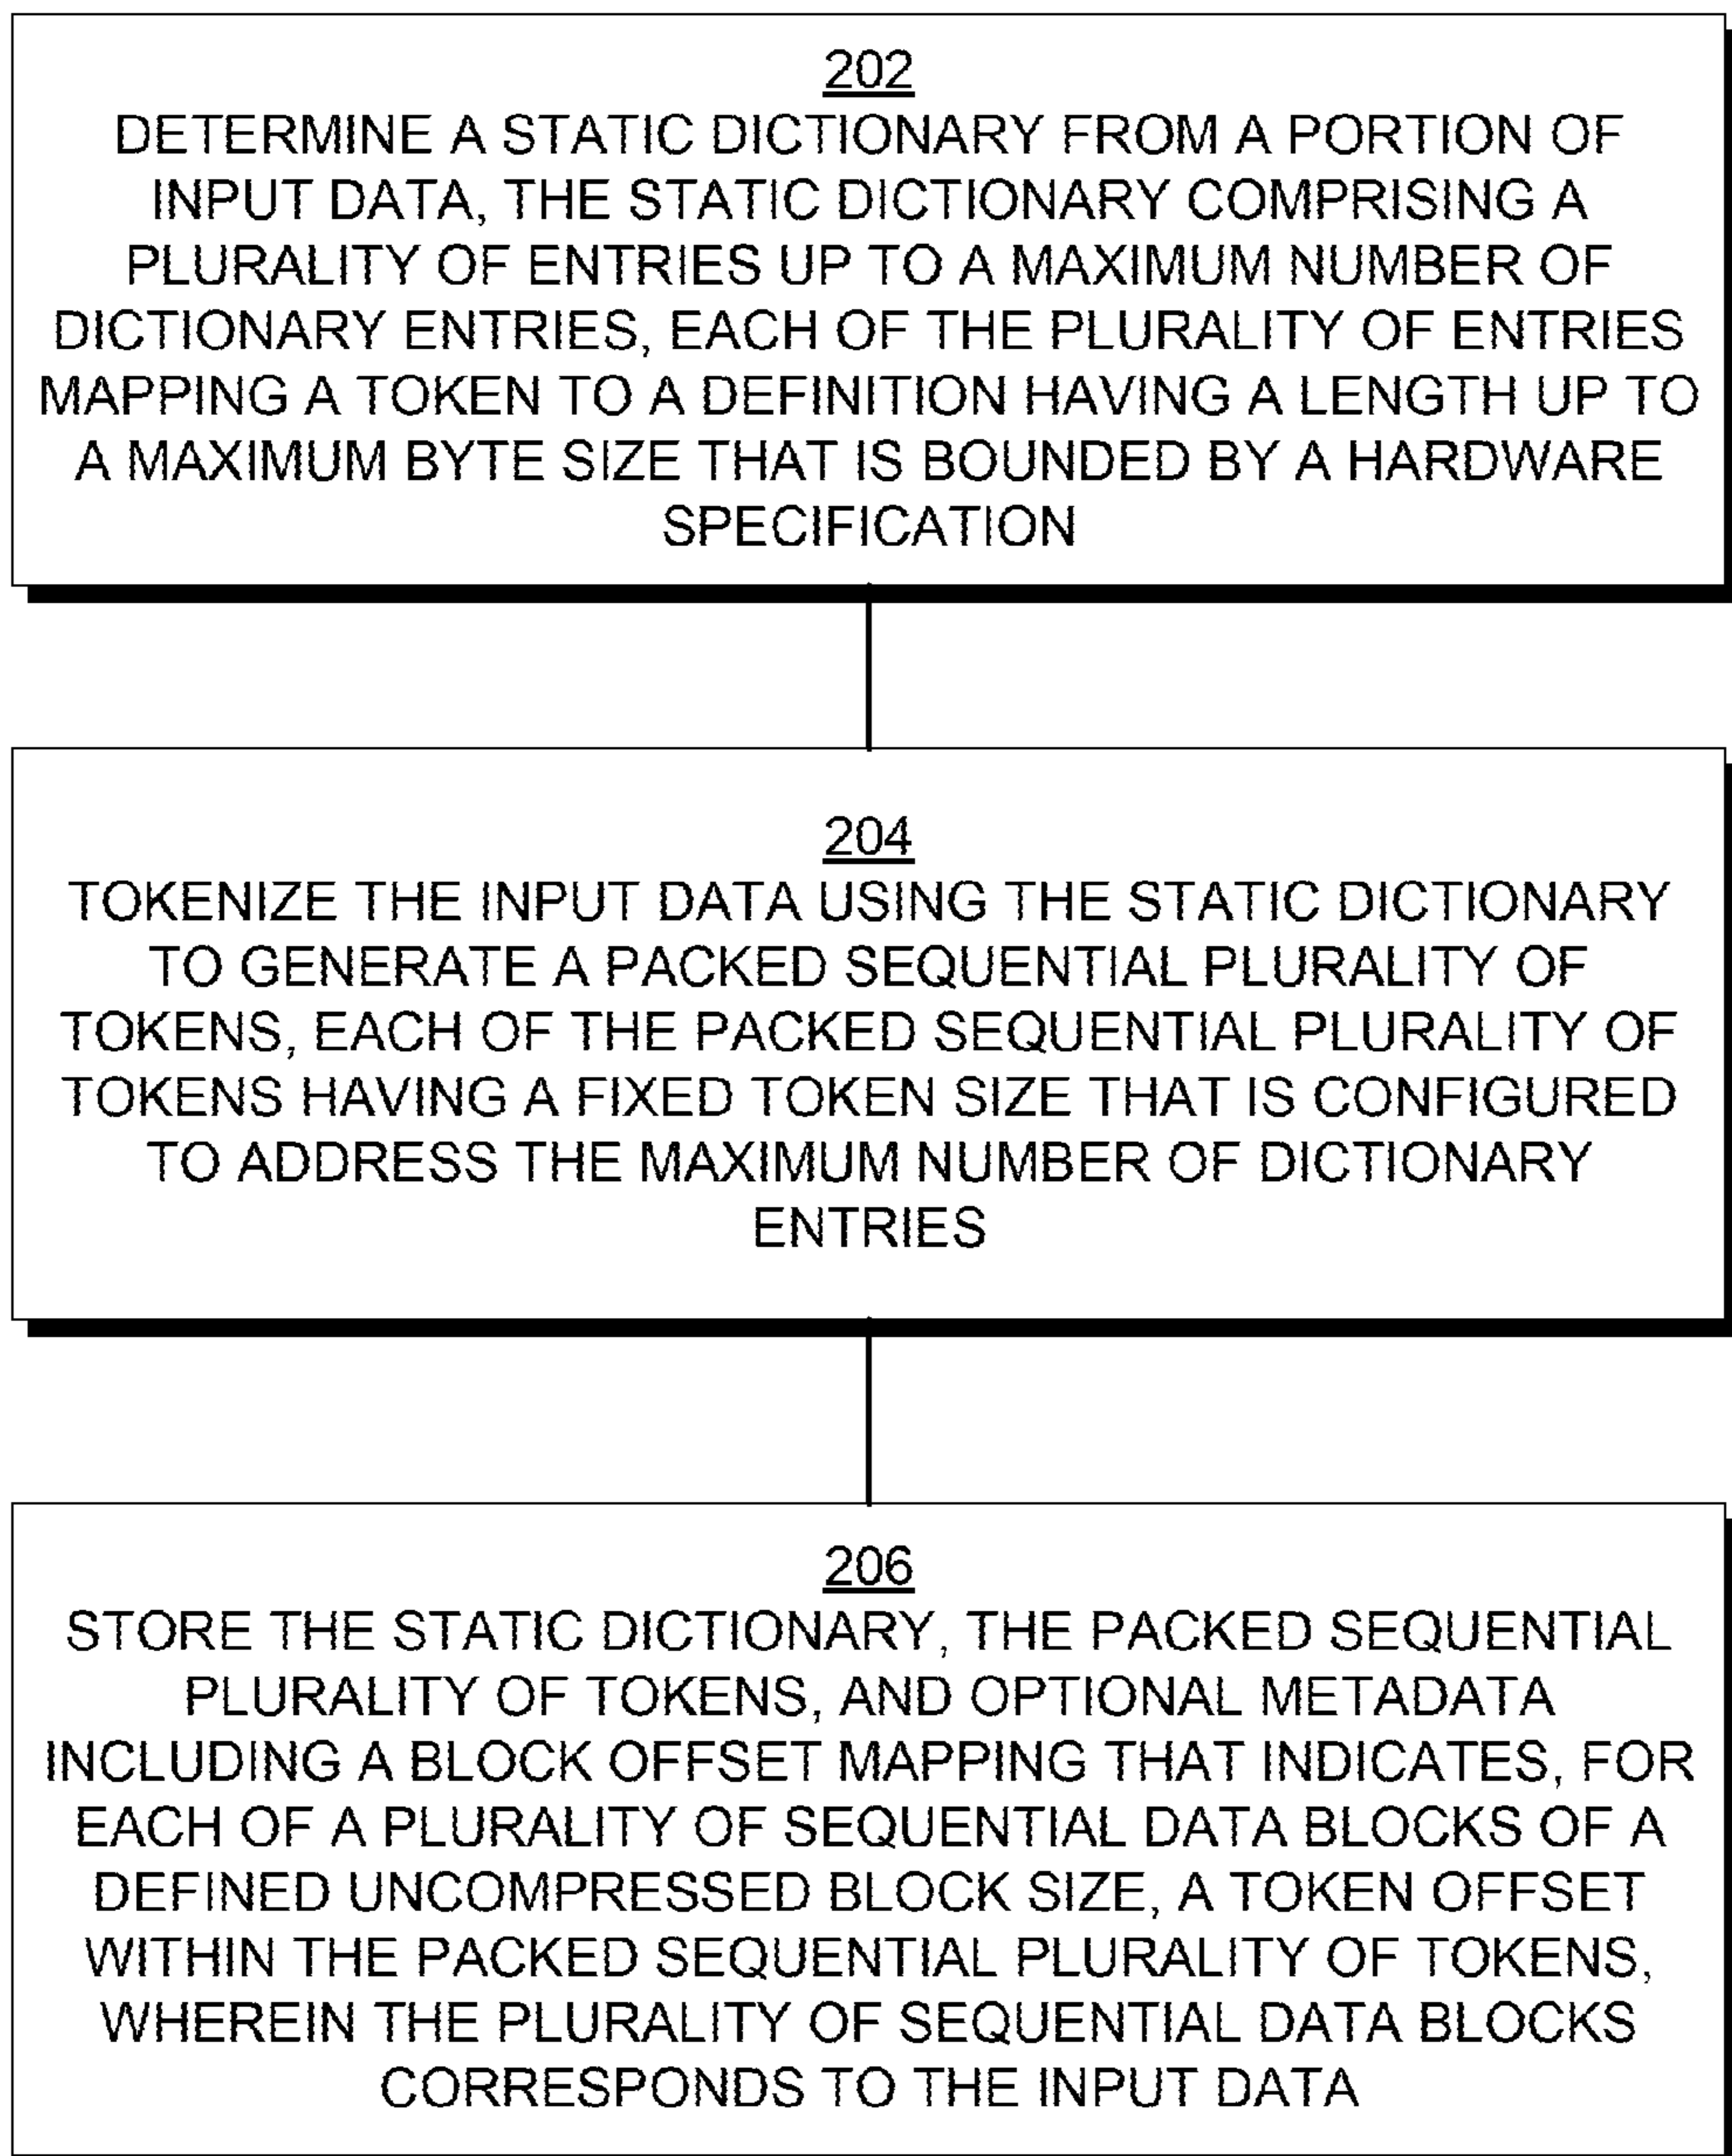 202
DETERMINE A STATIC DICTIONARY FROM A PORTION OF
INPUT DATA, THE STATIC DICTIONARY COMPRISING A
PLURALITY OF ENTRIES UP TO A MAXIMUM NUMBER OF
DICTIONARY ENTRIES, EACH OF THE PLURALITY OF ENTRIES
MAPPING A TOKEN TO A DEFINITION HAVING A LENGTH UP TO
A MAXIMUM BYTE SIZE THAT IS BOUNDED BY A HARDWARE
SPECIFICATION
204
TOKENIZE THE INPUT DATA USING THE STATIC DICTIONARY
TO GENERATE A PACKED SEQUENTIAL PLURALITY OF
TOKENS, EACH OF THE PACKED SEQUENTIAL PLURALITY OF
TOKENS HAVING A FIXED TOKEN SIZE THAT IS CONFIGURED
TO ADDRESS THE MAXIMUM NUMBER OF DICTIONARY
ENTRIES
206
STORE THE STATIC DICTIONARY, THE PACKED SEQUENTIAL
PLURALITY OF TOKENS, AND OPTIONAL METADATA
INCLUDING A BLOCK OFFSET MAPPING THAT INDICATES, FOR
EACH OF A PLURALITY OF SEQUENTIAL DATA BLOCKS OF A
DEFINED UNCOMPRESSED BLOCK SIZE, A TOKEN OFFSET
WITHIN THE PACKED SEQUENTIAL PLURALITY OF TOKENS,
WHEREIN THE PLURALITY OF SEQUENTIAL DATA BLOCKS
CORRESPONDS TO THE INPUT DATA